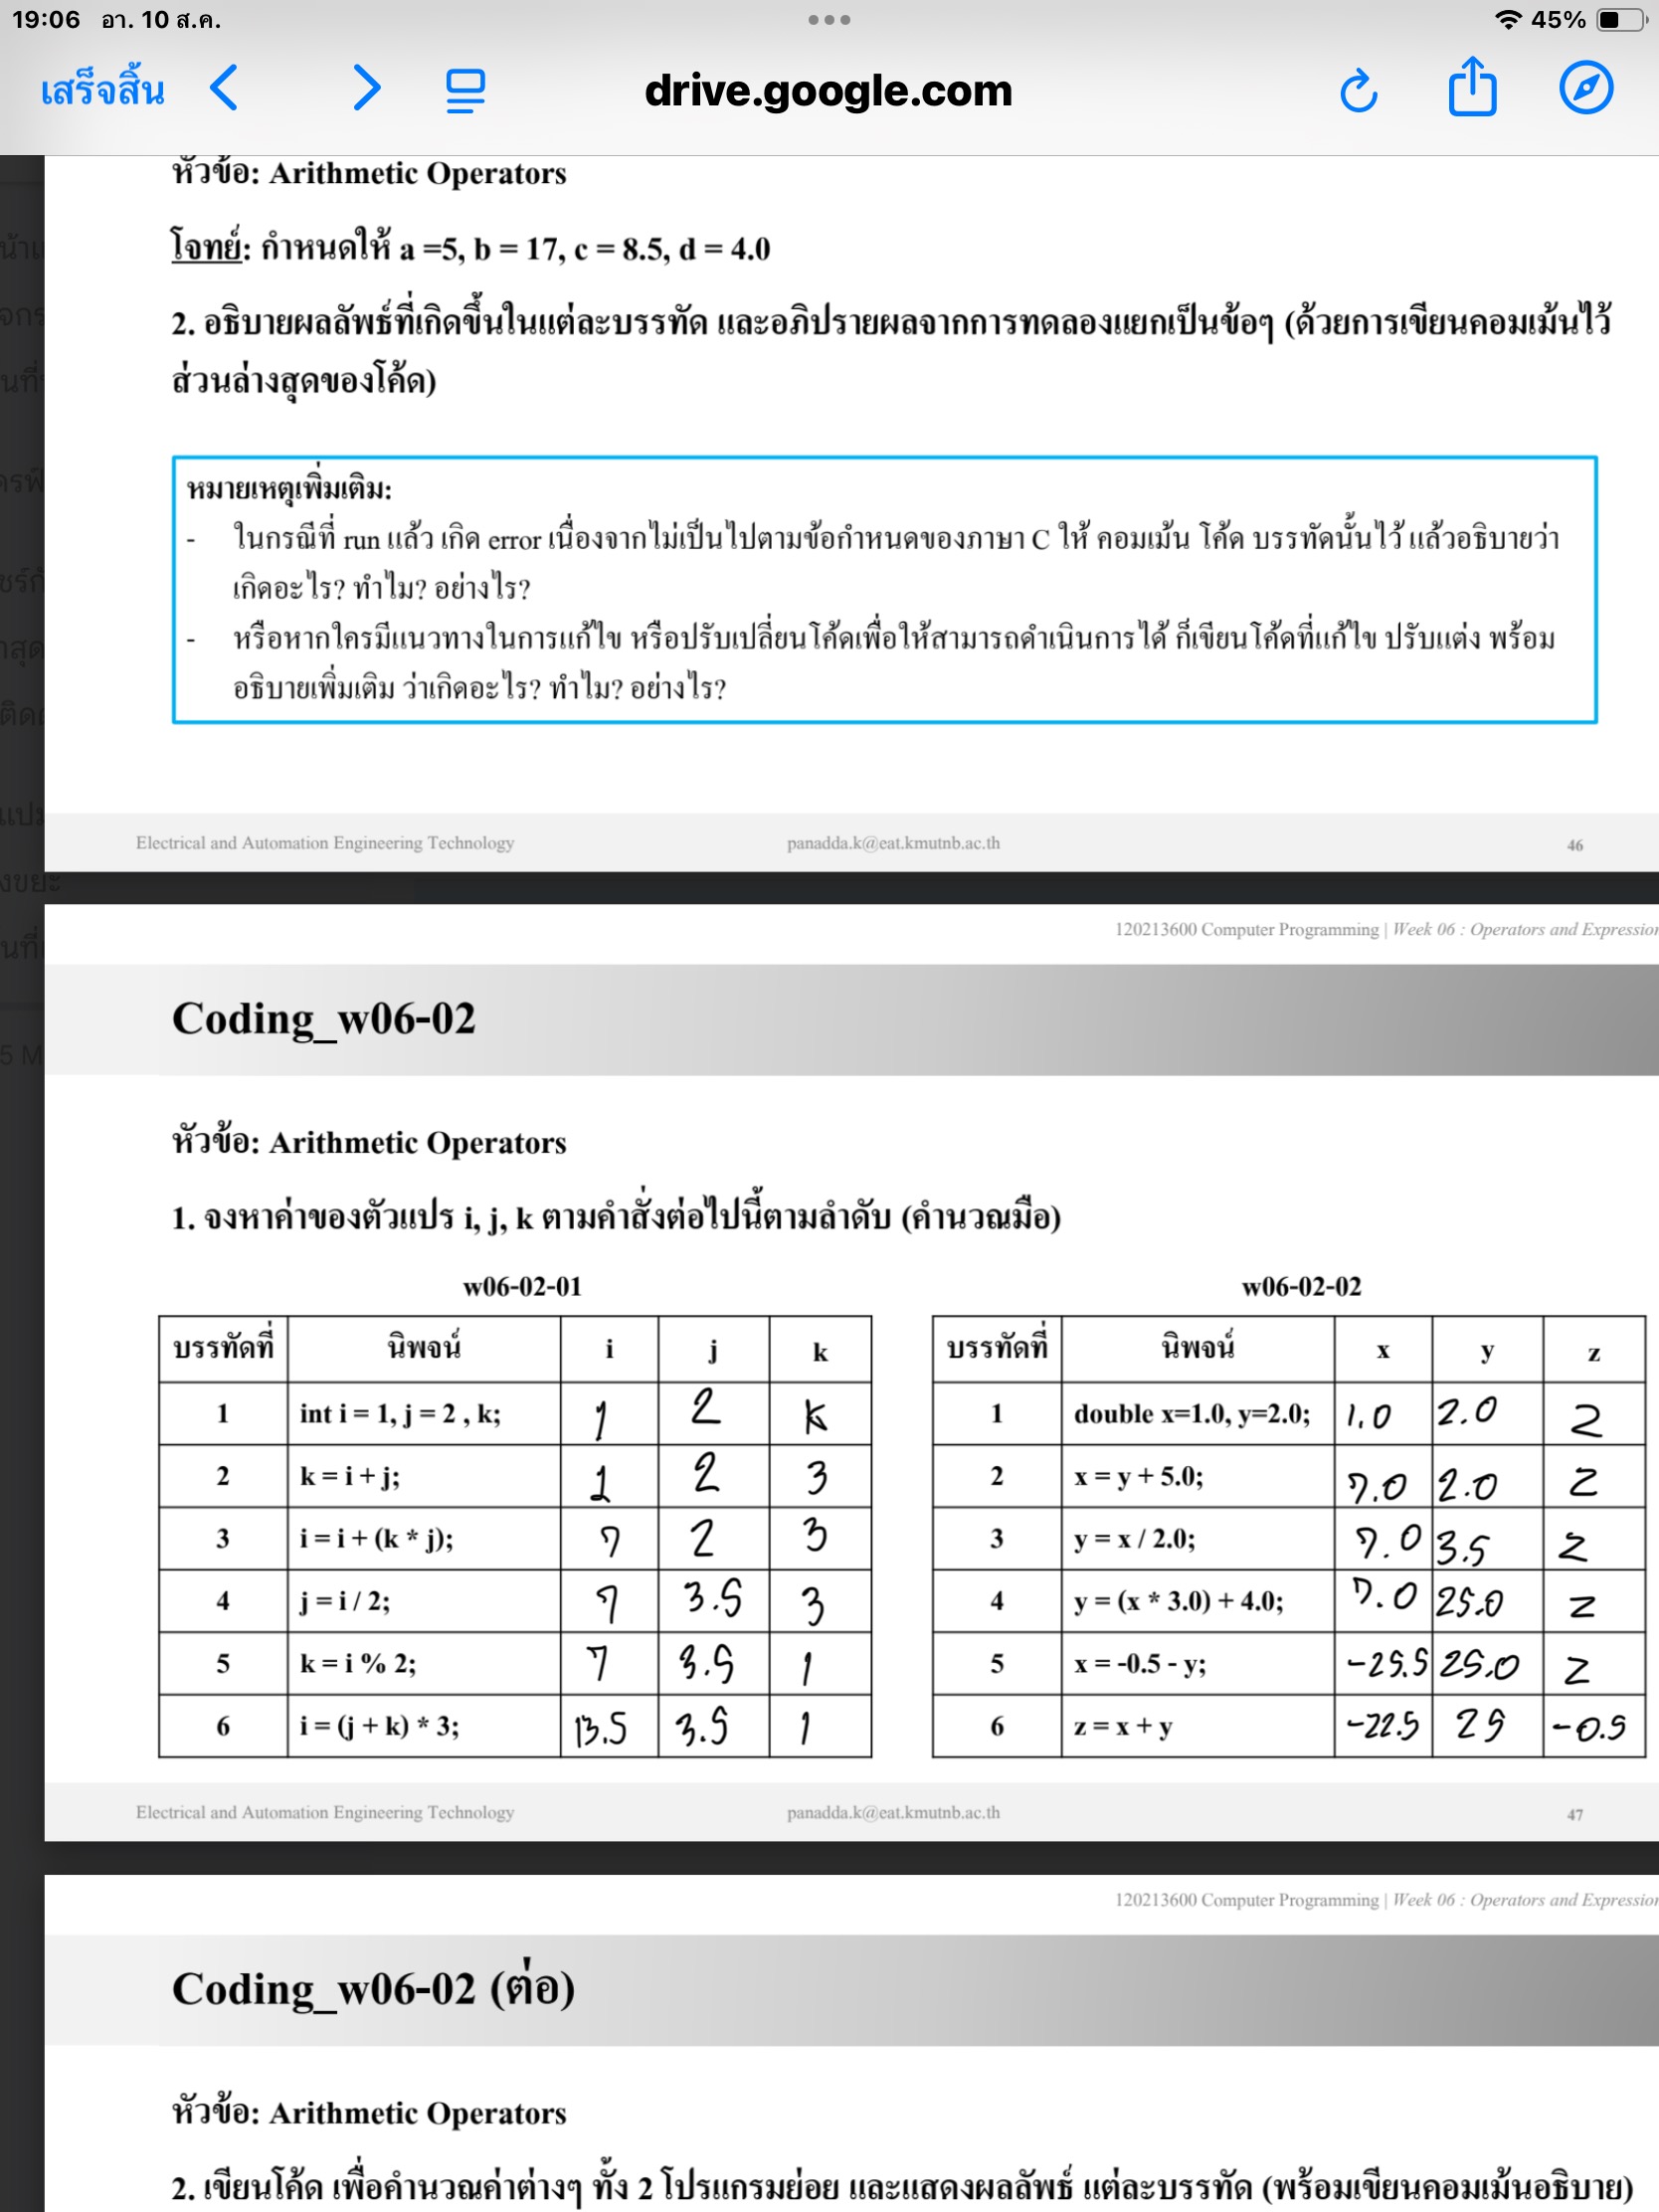 19:06 อา. 10 ส.ค.
45%
เสร็จสิ้น
drive.google.com
หัวข้อ: Arithmetic Operators
โจทย์: กำหนดให้ a =5, b = 17, c = 8.5, d = 4.0
2. อธิบายผลลัพธ์ที่เกิดขึ้นในแต่ละบรรทัด และอภิปรายผลจากการทดลองแยกเป็นข้อๆ (ด้วยการเขียนคอมเม้นไว้
ส่วนล่างสุดของโค้ด)
หมายเหตุเพิ่มเติม:
- ในกรณีที่ run แล้ว เกิด error เนื่องจากไม่เป็นไปตามข้อกำหนดของภาษา C ให้ คอมเม้น โค้ด บรรทัดนั้นไว้ แล้วอธิบายว่า
เกิดอะไร? ทำไม? อย่างไร?
- หรือหากใครมีแนวทางในการแก้ไข หรือปรับเปลี่ยนโค้ดเพื่อให้สามารถดำเนินการได้ ก็เขียนโค้ดที่แก้ไข ปรับแต่ง พร้อม
อธิบายเพิ่มเติม ว่าเกิดอะไร? ทำไม? อย่างไร?
Electrical and Automation Engineering Technology panadda.k@eat.kmutnb.ac.th 46
120213600 Computer Programming | Week 06 : Operators and Expression
Coding_w06-02
หัวข้อ: Arithmetic Operators
1. จงหาค่าของตัวแปร i, j, k ตามคำสั่งต่อไปนี้ตามลำดับ (คำนวณมือ)
w06-02-01
บรรทัดที่ นิพจน์ i j k
1 int i = 1, j = 2 , k; 1 2 k
2 k = i + j; 1 2 3
3 i = i + (k * j); 7 2 3
4 j = i / 2; 7 3.5 3
5 k = i % 2; 7 3.5 1
6 i = (j + k) * 3; 13.5 3.5 1
w06-02-02
บรรทัดที่ นิพจน์ x y z
1 double x=1.0, y=2.0; 1.0 2.0 z
2 x = y + 5.0; 7.0 2.0 z
3 y = x / 2.0; 7.0 3.5 z
4 y = (x * 3.0) + 4.0; 7.0 25.0 z
5 x = -0.5 - y; -25.5 25.0 z
6 z = x + y -22.5 25 -0.5
Electrical and Automation Engineering Technology panadda.k@eat.kmutnb.ac.th 47
120213600 Computer Programming | Week 06 : Operators and Expression
Coding_w06-02 (ต่อ)
หัวข้อ: Arithmetic Operators
2. เขียนโค้ด เพื่อคำนวณค่าต่างๆ ทั้ง 2 โปรแกรมย่อย และแสดงผลลัพธ์ แต่ละบรรทัด (พร้อมเขียนคอมเม้นอธิบาย)